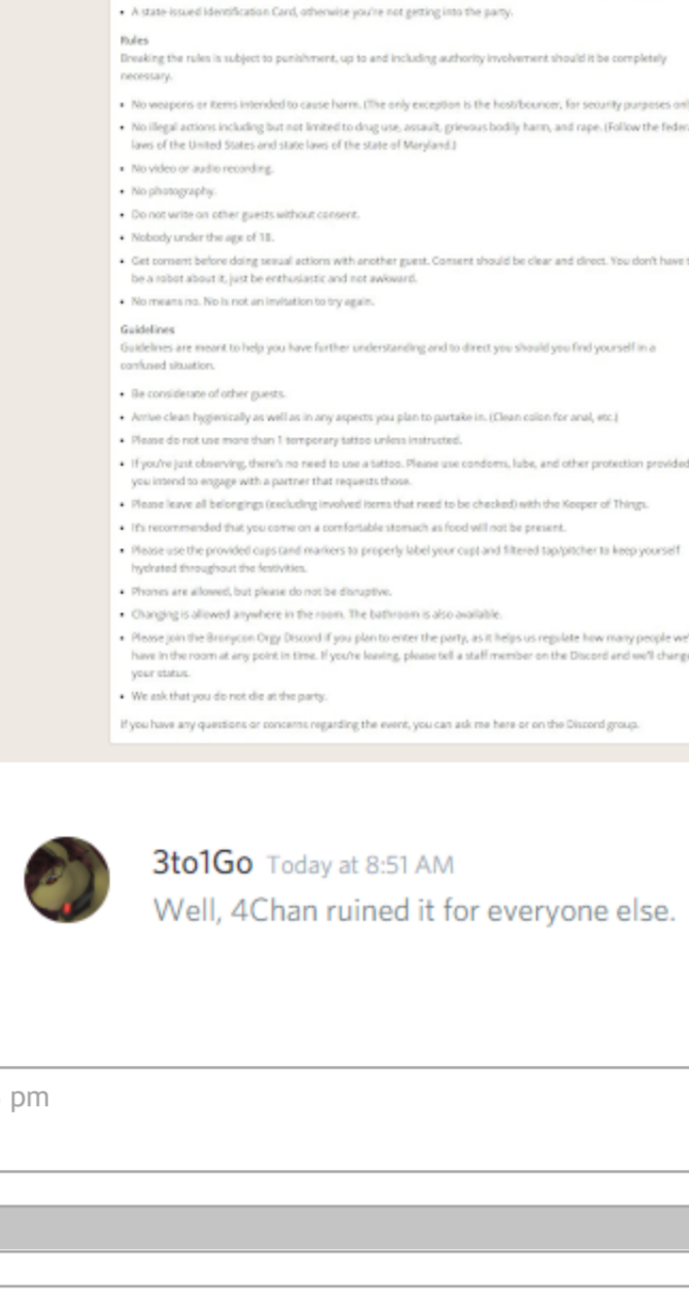 • A state-issued Identification Card, otherwise you're not getting into the party.
Rules
Breaking the rules is subject to punishment, up to and including authority involvement should it be completely
necessary.
• No weapons or items intended to cause harm. (The only exception is the host/bouncer, for security purposes onl
• No illegal actions including but not limited to drug use, assault, grievous bodily harm, and rape. (Follow the feder
laws of the United States and state laws of the state of Maryland.)
• No video or audio recording.
• No photography.
• Do not write on other guests without consent.
• Nobody under the age of 18.
• Get consent before doing sexual actions with another guest. Consent should be clear and direct. You don't have t
be a robot about it, just be enthusiastic and not awkward.
• No means no. No is not an invitation to try again.
Guidelines
Guidelines are meant to help you have further understanding and to direct you should you find yourself in a
confused situation.
• Be considerate of other guests.
• Arrive clean hygienically as well as in any aspects you plan to partake in. (Clean colon for anal, etc.)
• Please do not use more than 1 temporary tattoo unless instructed.
• If you're just observing, there's no need to use a tattoo. Please use condoms, lube, and other protection provided
you intend to engage with a partner that requests those.
• Please leave all belongings (excluding involved items that need to be checked) with the Keeper of Things.
• It's recommended that you come on a comfortable stomach as food will not be present.
• Please use the provided cups (and markers to properly label your cup) and filtered tap/pitcher to keep yourself
hydrated throughout the festivities.
• Phones are allowed, but please do not be disruptive.
• Changing is allowed anywhere in the room. The bathroom is also available.
• Please join the Bronycon Orgy Discord if you plan to enter the party, as it helps us regulate how many people we'
have in the room at any point in time. If you're leaving, please tell a staff member on the Discord and we'll change
your status.
• We ask that you do not die at the party.
If you have any questions or concerns regarding the event, you can ask me here or on the Discord group.
3to1Go Today at 8:51 AM
Well, 4Chan ruined it for everyone else.
pm